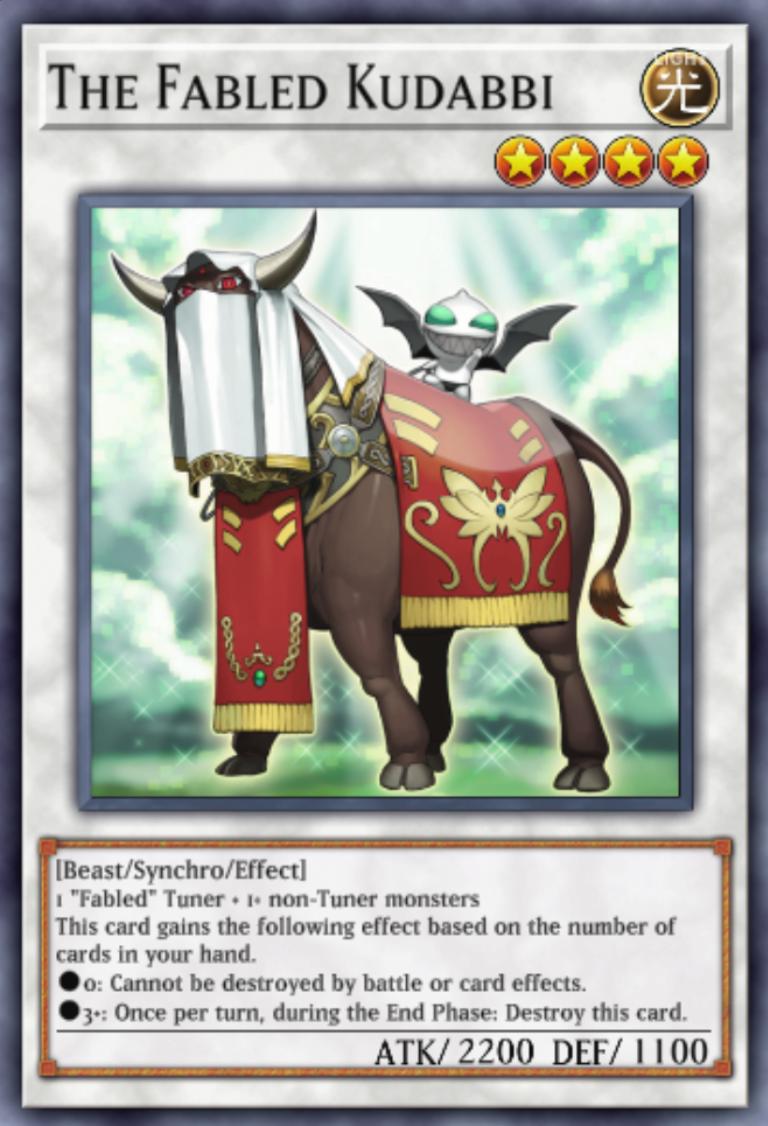 THE FABLED KUDABBI
LIGHT
光
[Beast/Synchro/Effect]
1 "Fabled" Tuner + 1+ non-Tuner monsters
This card gains the following effect based on the number of
cards in your hand.
●0: Cannot be destroyed by battle or card effects.
●3+: Once per turn, during the End Phase: Destroy this card.
ATK/ 2200 DEF/ 1100